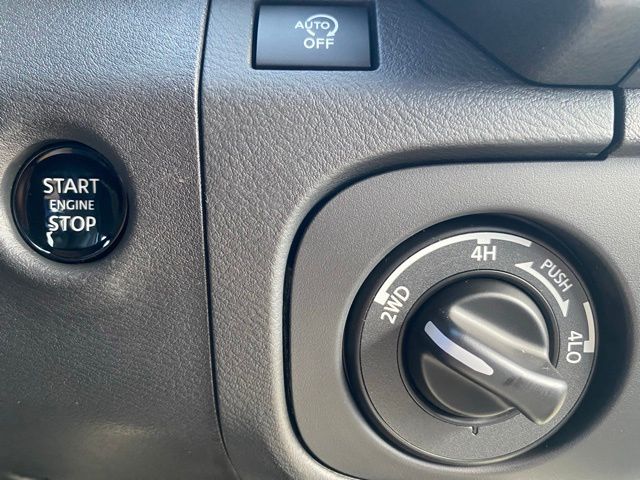 AUTO
OFF
START
ENGINE
STOP
2WD
4H
PUSH
4LO